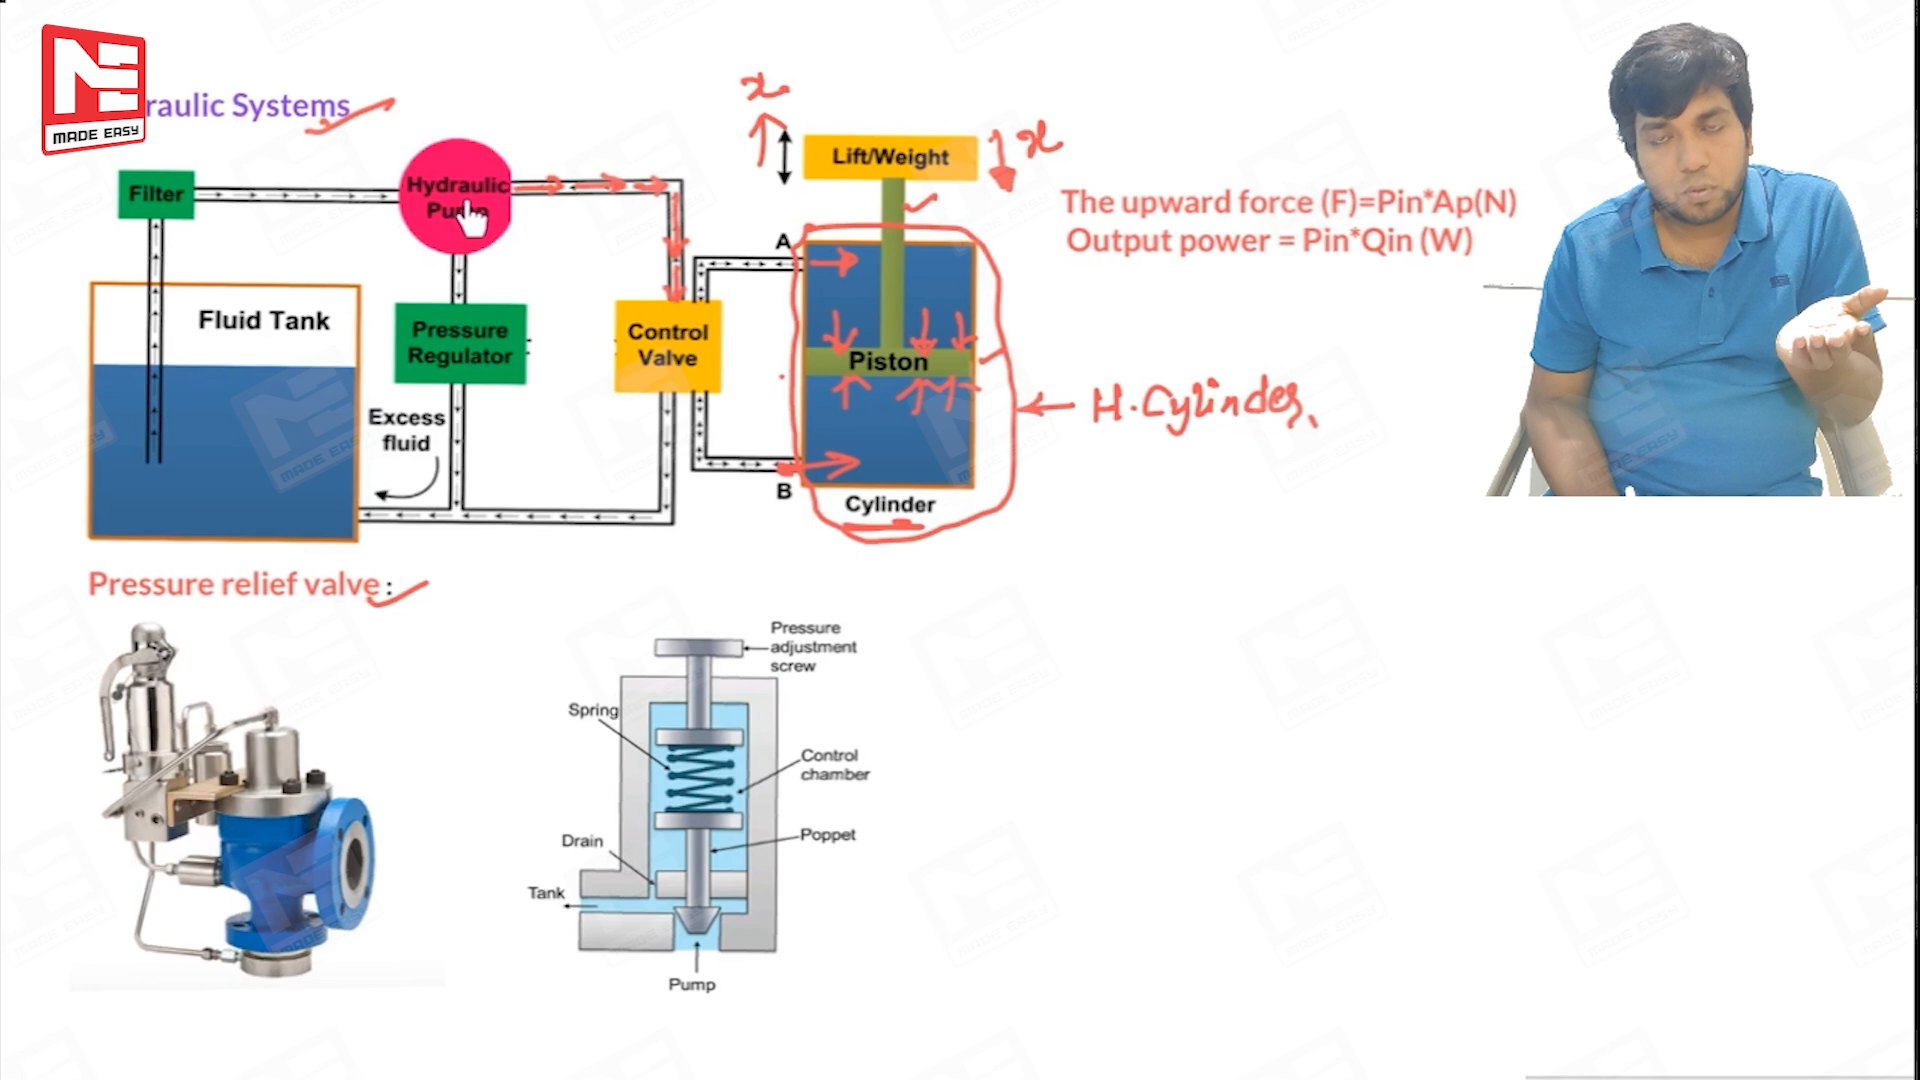 MADE EASY
raulic Systems
x
x
Lift/Weight
Filter
Hydraulic
Pump
The upward force (F)=Pin*Ap(N)
Output power = Pin*Qin (W)
A
Fluid Tank
Pressure
Regulator
Control
Valve
Piston
Excess
fluid
H.Cylinder,
B
Cylinder
Pressure relief valve :
Pressure
adjustment
screw
Spring
Control
chamber
Drain
Poppet
Tank
Pump